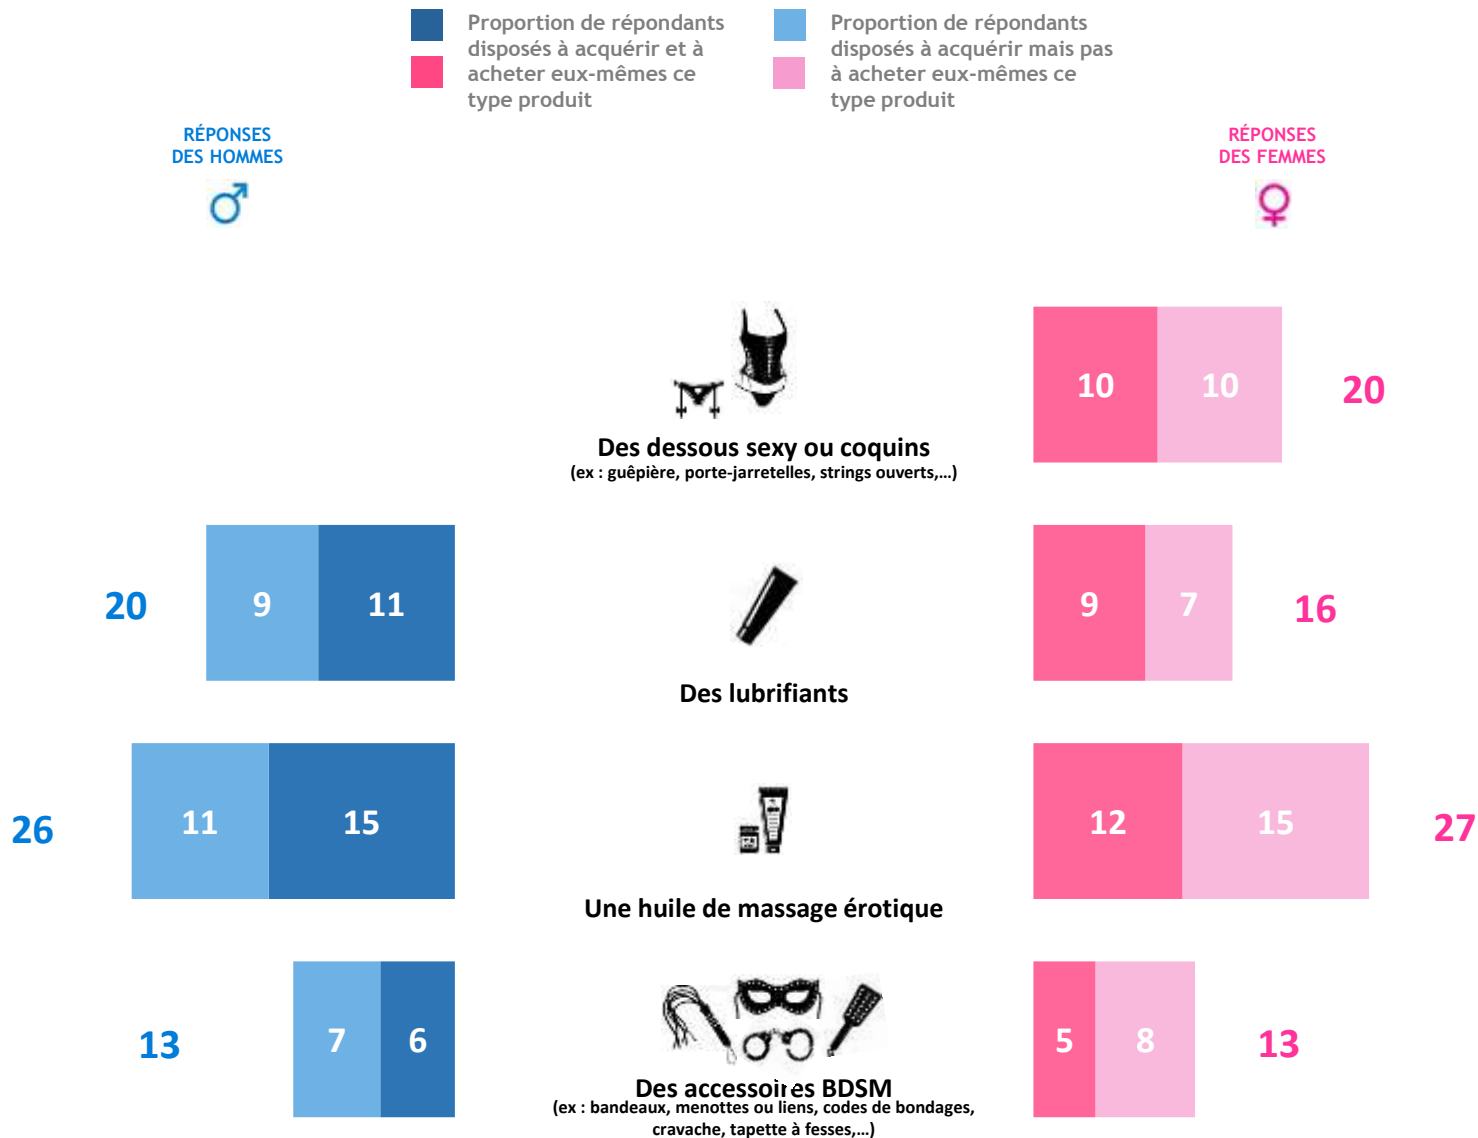 Proportion de répondants
disposés à acquérir et à
acheter eux-mêmes ce
type produit
Proportion de répondants
disposés à acquérir mais pas
à acheter eux-mêmes ce
type produit
RÉPONSES
DES HOMMES
RÉPONSES
DES FEMMES
Des dessous sexy ou coquins
(ex : guêpière, porte-jarretelles, strings ouverts,...)
10 10 20
20 9 11
Des lubrifiants
9 7 16
26 11 15
Une huile de massage érotique
12 15 27
13 7 6
Des accessoires BDSM
(ex : bandeaux, menottes ou liens, codes de bondages,
cravache, tapette à fesses,...)
5 8 13